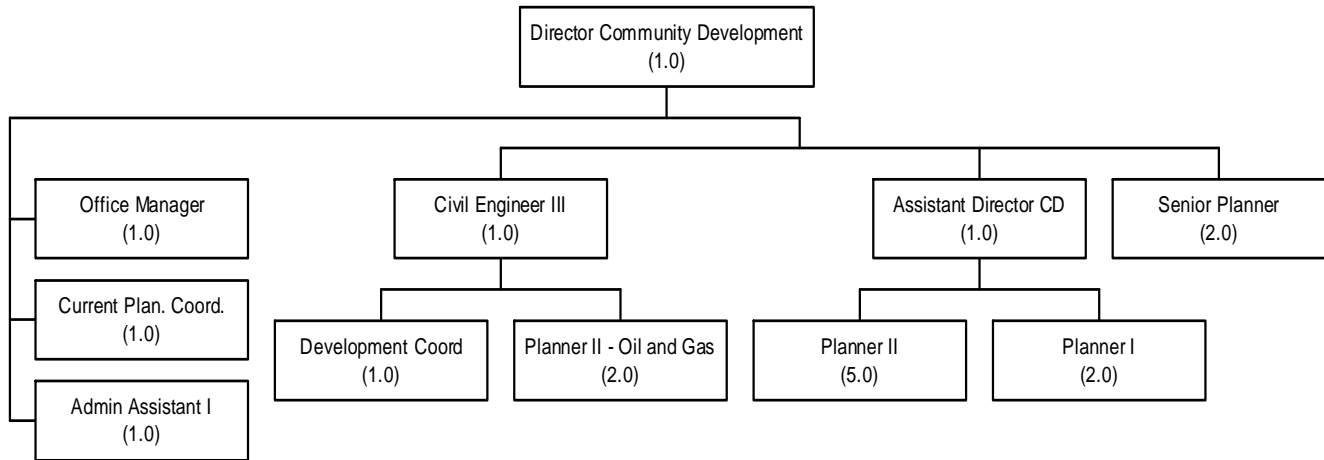 Director Community Development
(1.0)
Office Manager
(1.0)
Civil Engineer III
(1.0)
Assistant Director CD
(1.0)
Senior Planner
(2.0)
Current Plan. Coord.
(1.0)
Development Coord
(1.0)
Planner II - Oil and Gas
(2.0)
Planner II
(5.0)
Planner I
(2.0)
Admin Assistant I
(1.0)